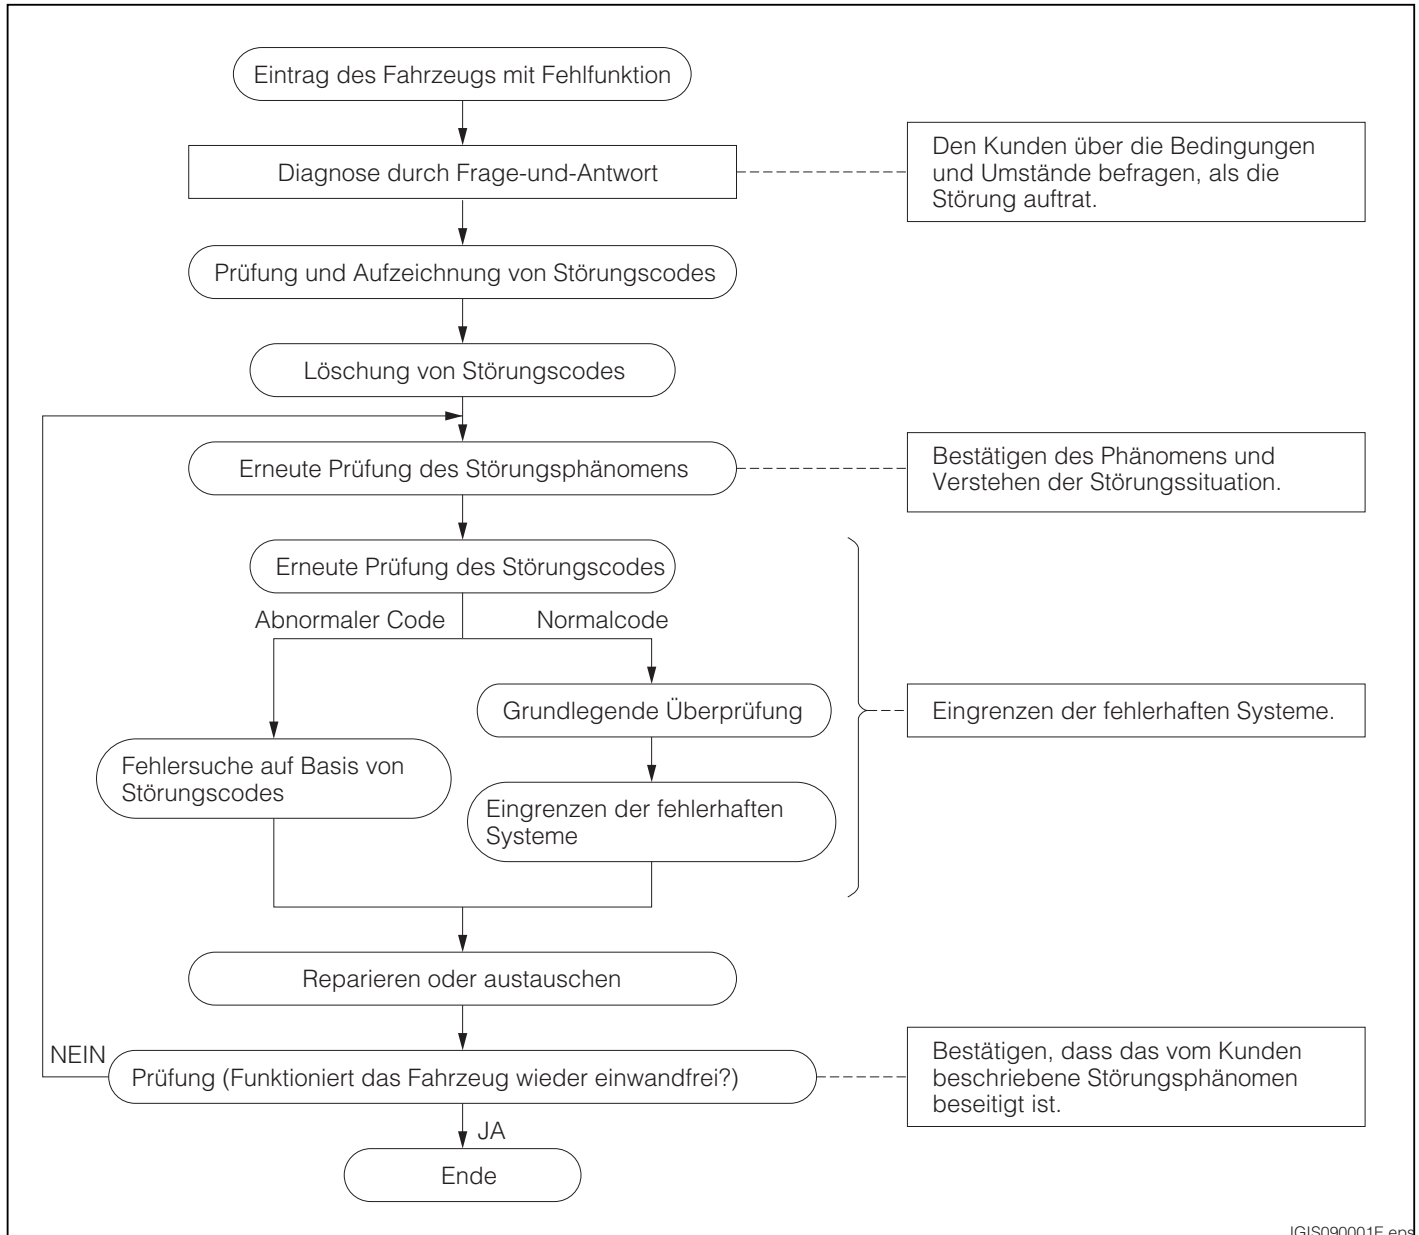 Eintrag des Fahrzeugs mit Fehlfunktion
Diagnose durch Frage-und-Antwort
Den Kunden über die Bedingungen
und Umstände befragen, als die
Störung auftrat.
Prüfung und Aufzeichnung von Störungscodes
Löschung von Störungscodes
Erneute Prüfung des Störungsphänomens
Bestätigen des Phänomens und
Verstehen der Störungssituation.
Erneute Prüfung des Störungscodes
Abnormaler Code
Normalcode
Grundlegende Überprüfung
Eingrenzen der fehlerhaften Systeme.
Fehlersuche auf Basis von
Störungscodes
Eingrenzen der fehlerhaften
Systeme
Reparieren oder austauschen
NEIN
Prüfung (Funktioniert das Fahrzeug wieder einwandfrei?)
Bestätigen, dass das vom Kunden
beschriebene Störungsphänomen
beseitigt ist.
JA
Ende